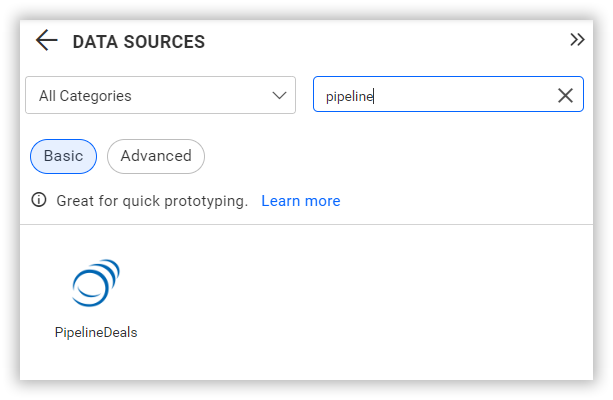 DATA SOURCES
All Categories
pipeline
Basic
Advanced
Great for quick prototyping. Learn more
PipelineDeals